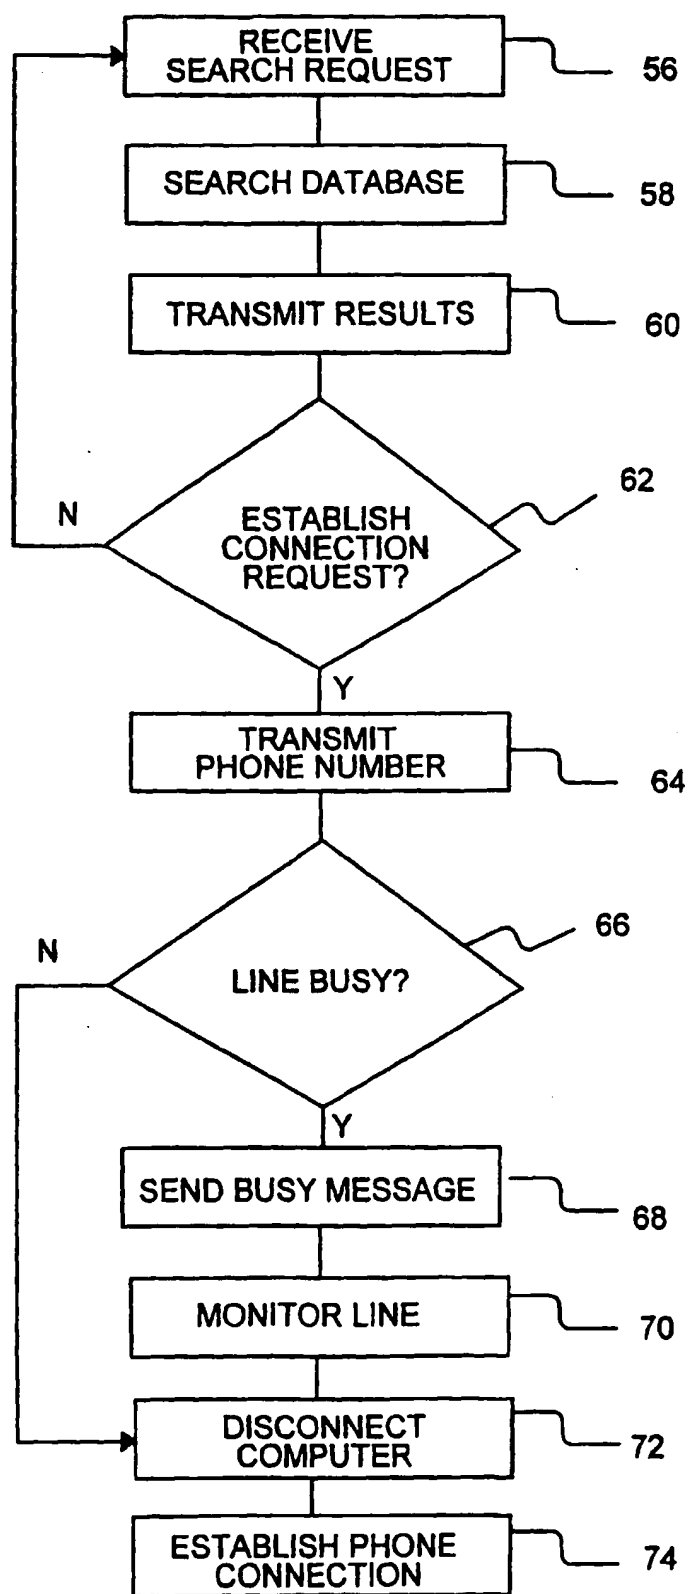 RECEIVE
SEARCH REQUEST
56
SEARCH DATABASE
58
TRANSMIT RESULTS
60
62
N
ESTABLISH
CONNECTION
REQUEST?
Y
TRANSMIT
PHONE NUMBER
64
66
N
LINE BUSY?
Y
SEND BUSY MESSAGE
68
MONITOR LINE
70
DISCONNECT
COMPUTER
72
ESTABLISH PHONE
CONNECTION
74